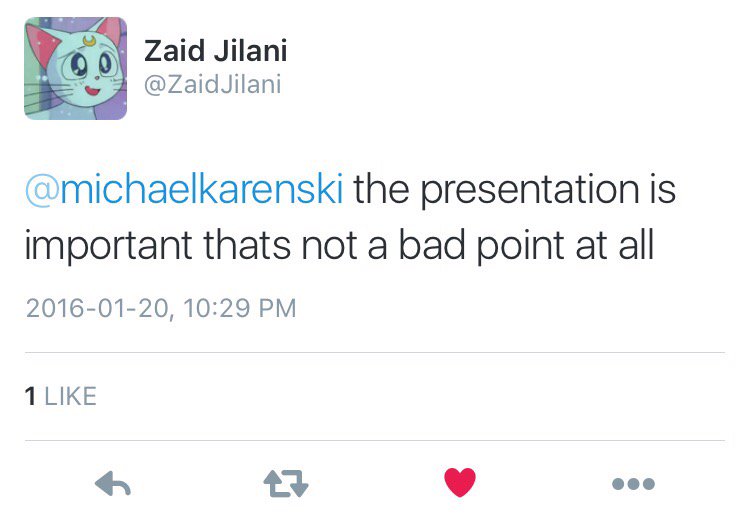 Zaid Jilani
@ZaidJilani
@michaelkarenski the presentation is
important thats not a bad point at all
2016-01-20, 10:29 PM
1 LIKE